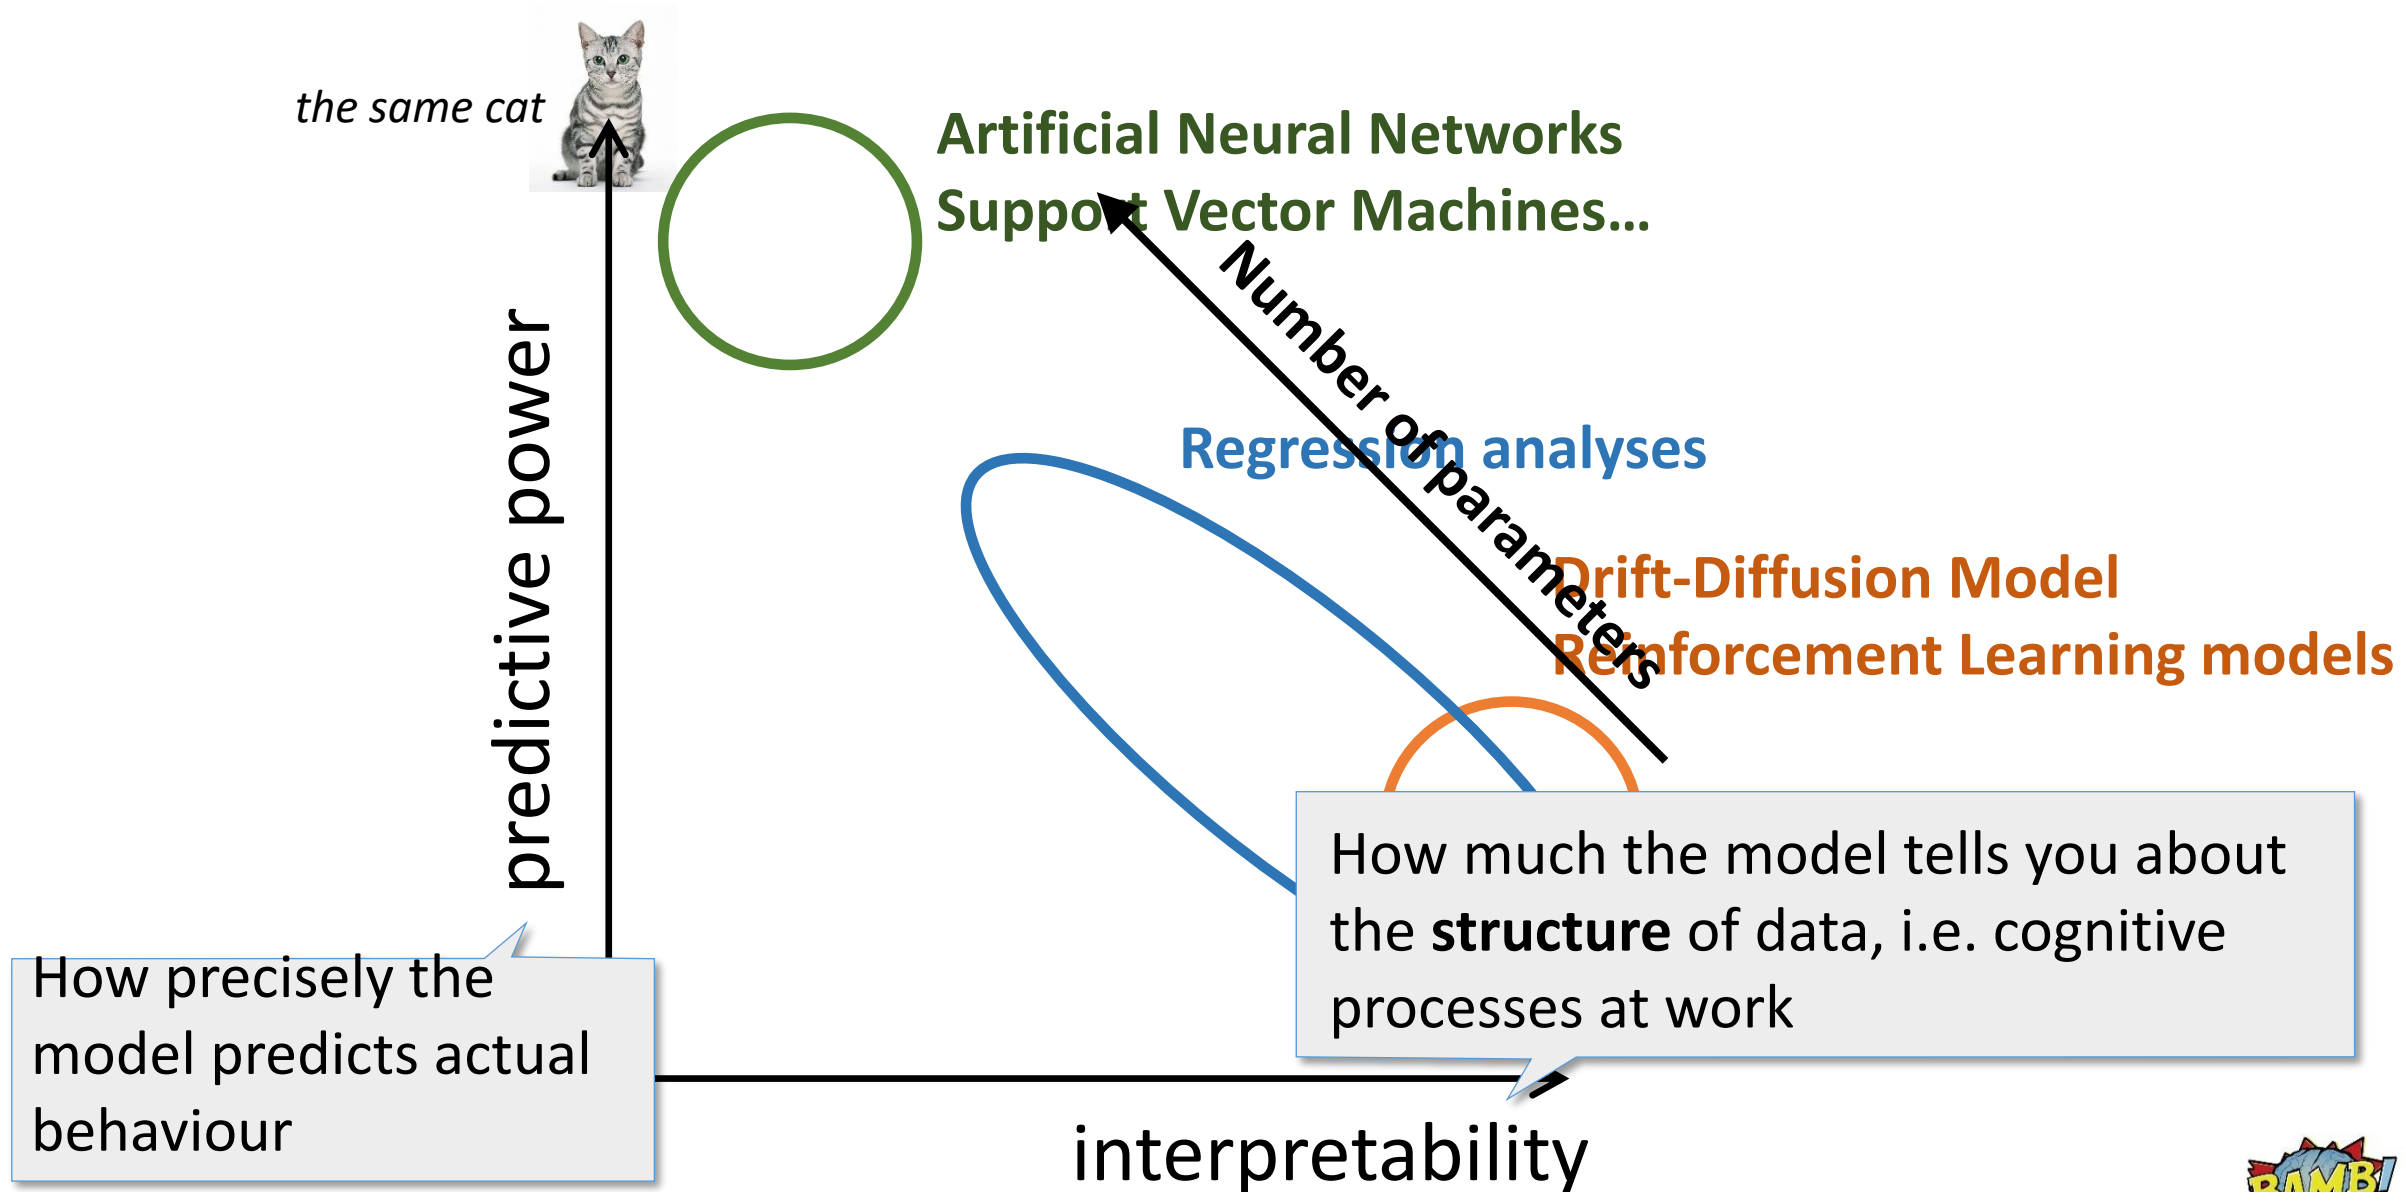 the same cat
Artificial Neural Networks
Support Vector Machines...
Number of parameters
Regression analyses
Drift-Diffusion Model
Reinforcement Learning models
predictive power
How much the model tells you about
the structure of data, i.e. cognitive
processes at work
How precisely the
model predicts actual
behaviour
interpretability
BAMB!